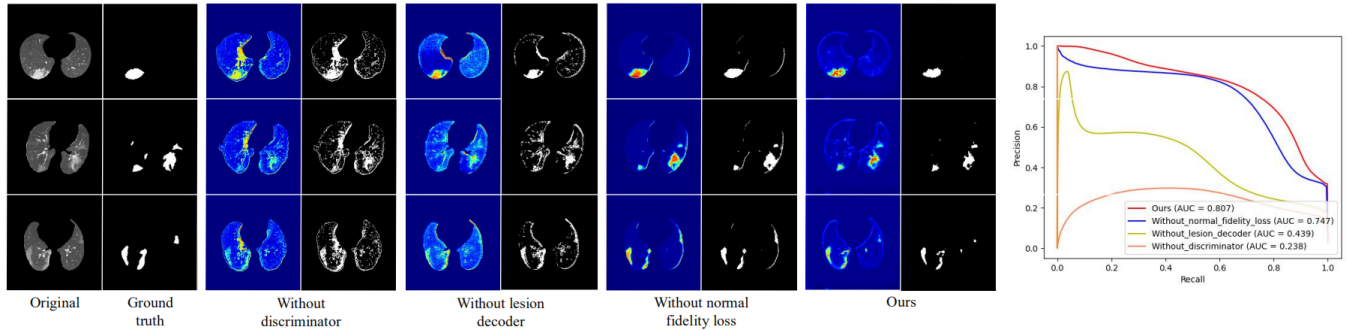 Original
Ground
truth
Without
discriminator
Without lesion
decoder
Without normal
fidelity loss
Ours
1.0
0.8
0.6
0.4
0.2
0.0
Precision
Ours (AUC = 0.807)
Without_normal_fidelity_loss (AUC = 0.747)
Without_lesion_decoder (AUC = 0.439)
Without_discriminator (AUC = 0.238)
0.0 0.2 0.4 0.6 0.8 1.0
Recall